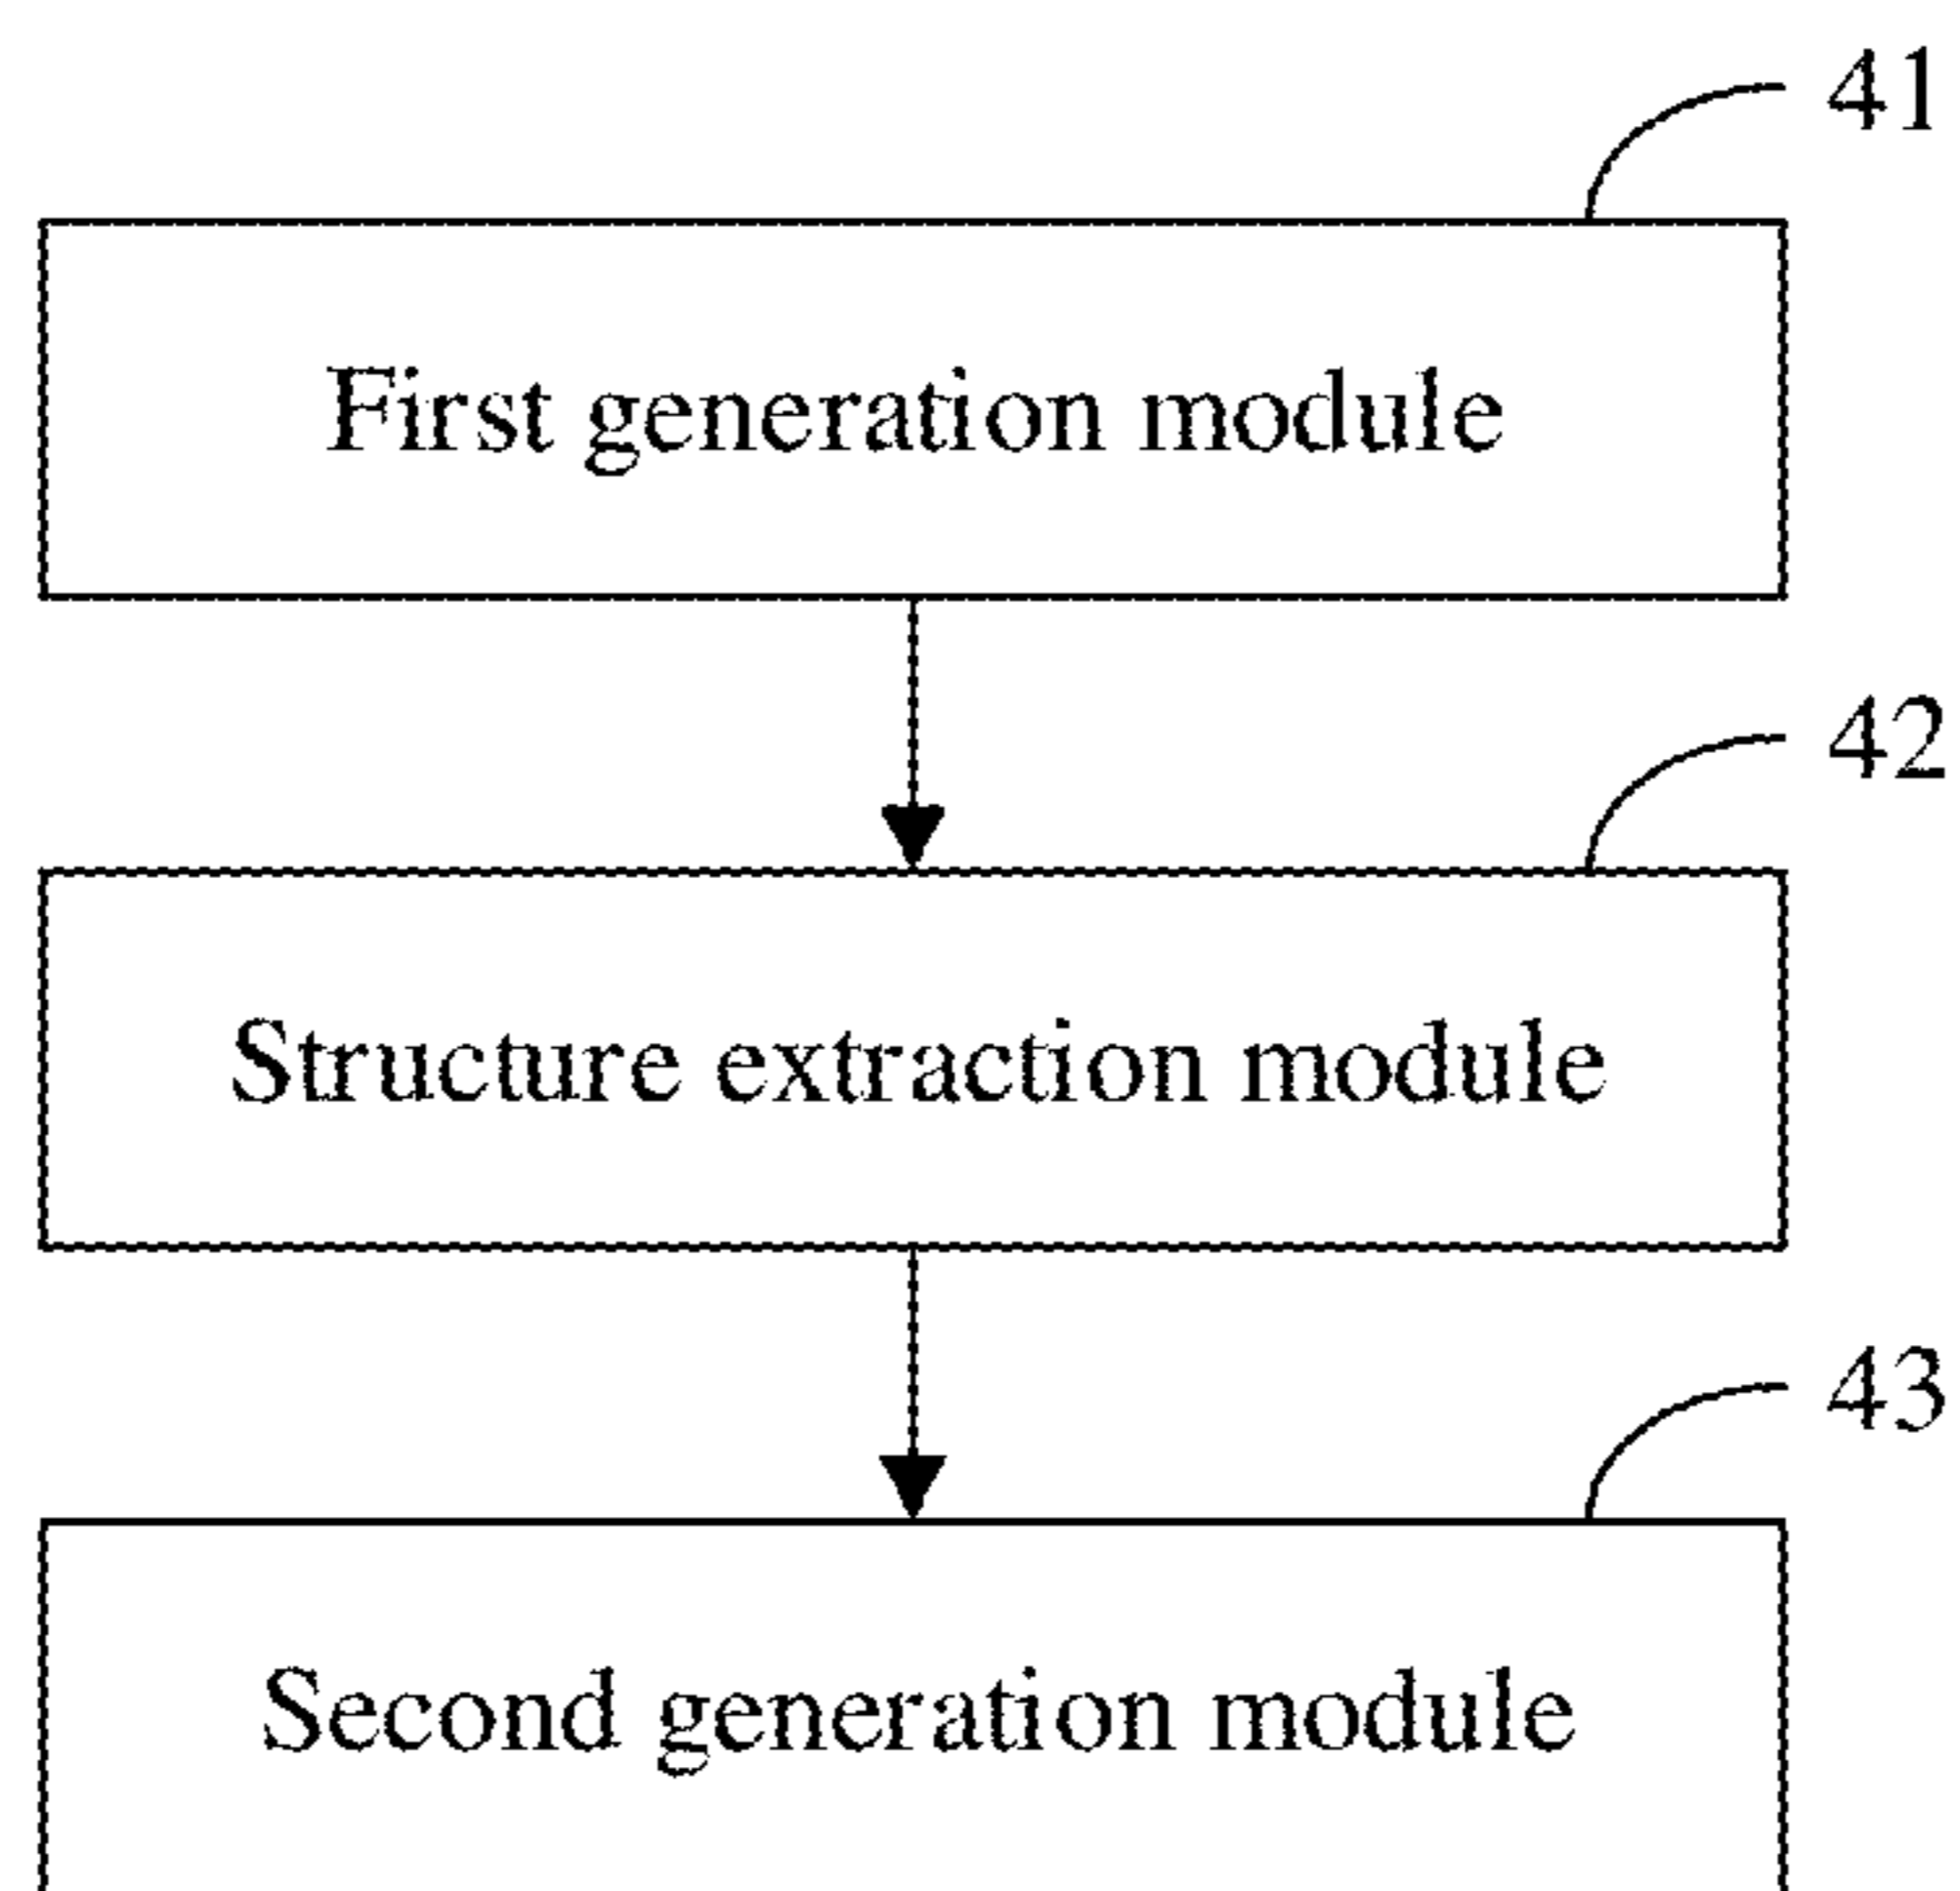 41
First generation module
42
Structure extraction module
43
Second generation module